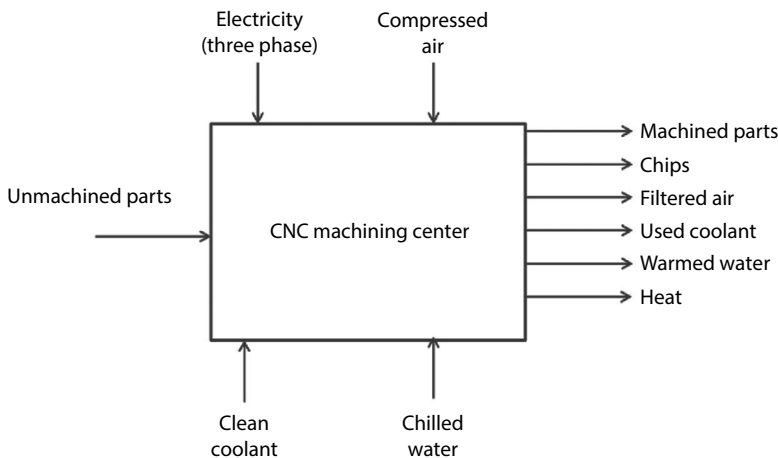 Electricity
(three phase)
Compressed
air
Unmachined parts
CNC machining center
Machined parts
Chips
Filtered air
Used coolant
Warmed water
Heat
Clean
coolant
Chilled
water